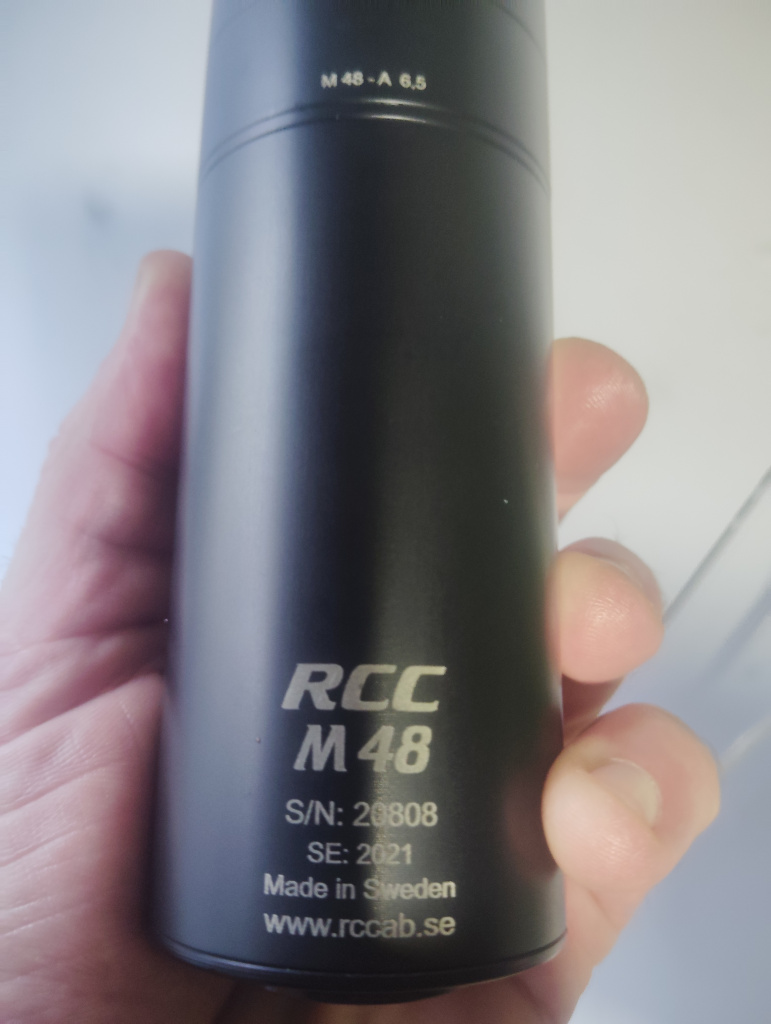 M 48 - A 6,5
RCC
M 48
S/N: 20808
SE: 2021
Made in Sweden
www.rccab.se